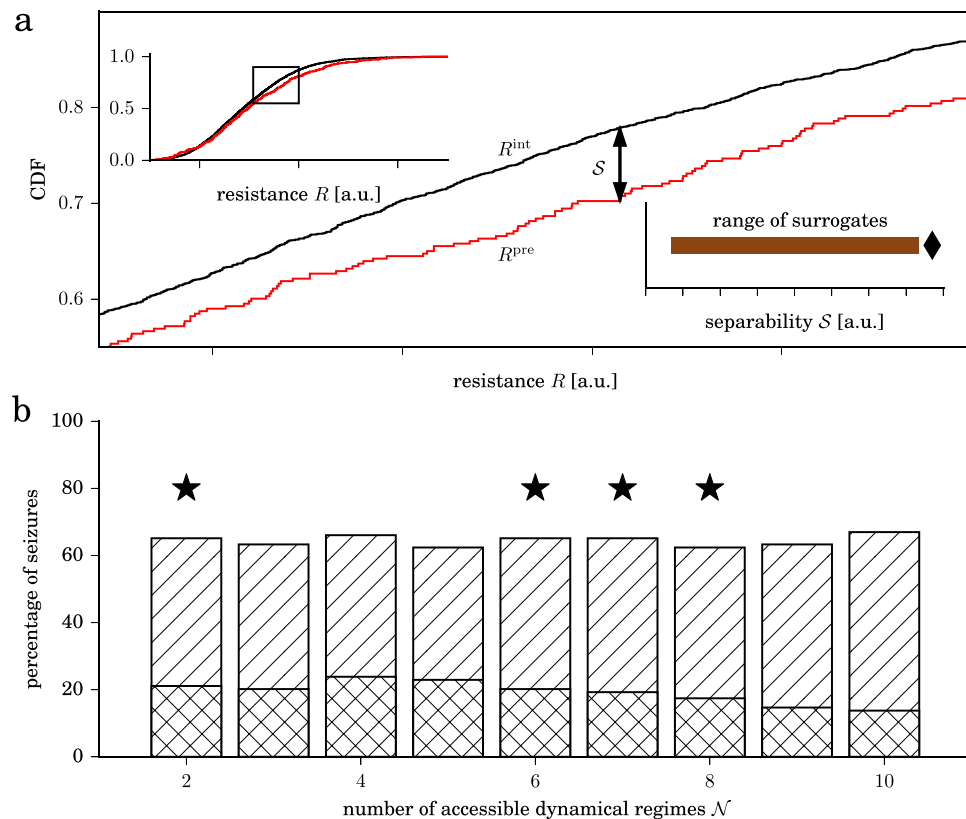 a
CDF
0.8
0.7
0.6
1.0
0.5
0.0
resistance R [a.u.]
R^int
S
R^pre
range of surrogates
separability S [a.u.]
resistance R [a.u.]
b
percentage of seizures
100
80
60
40
20
0
2 4 6 8 10
number of accessible dynamical regimes N